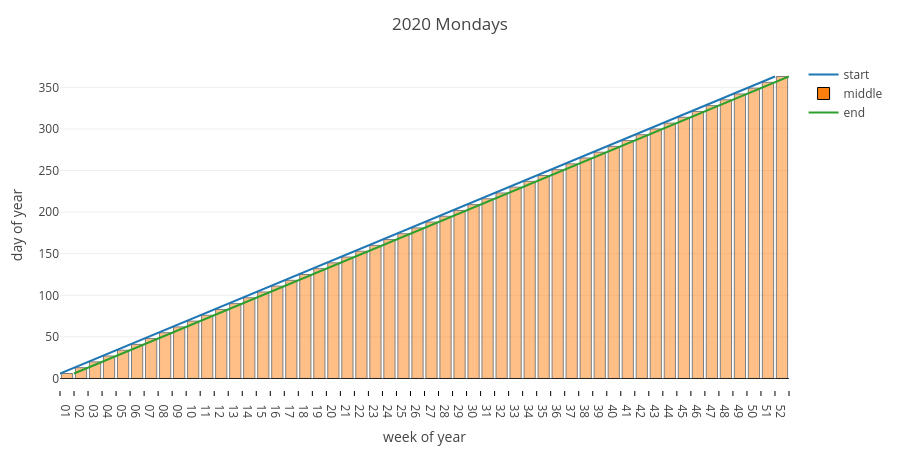 2020 Mondays
start
middle
end
day of year
350
300
250
200
150
100
50
0
01 02 03 04 05 06 07 08 09 10 11 12 13 14 15 16 17 18 19 20 21 22 23 24 25 26 27 28 29 30 31 32 33 34 35 36 37 38 39 40 41 42 43 44 45 46 47 48 49 50 51 52
week of year